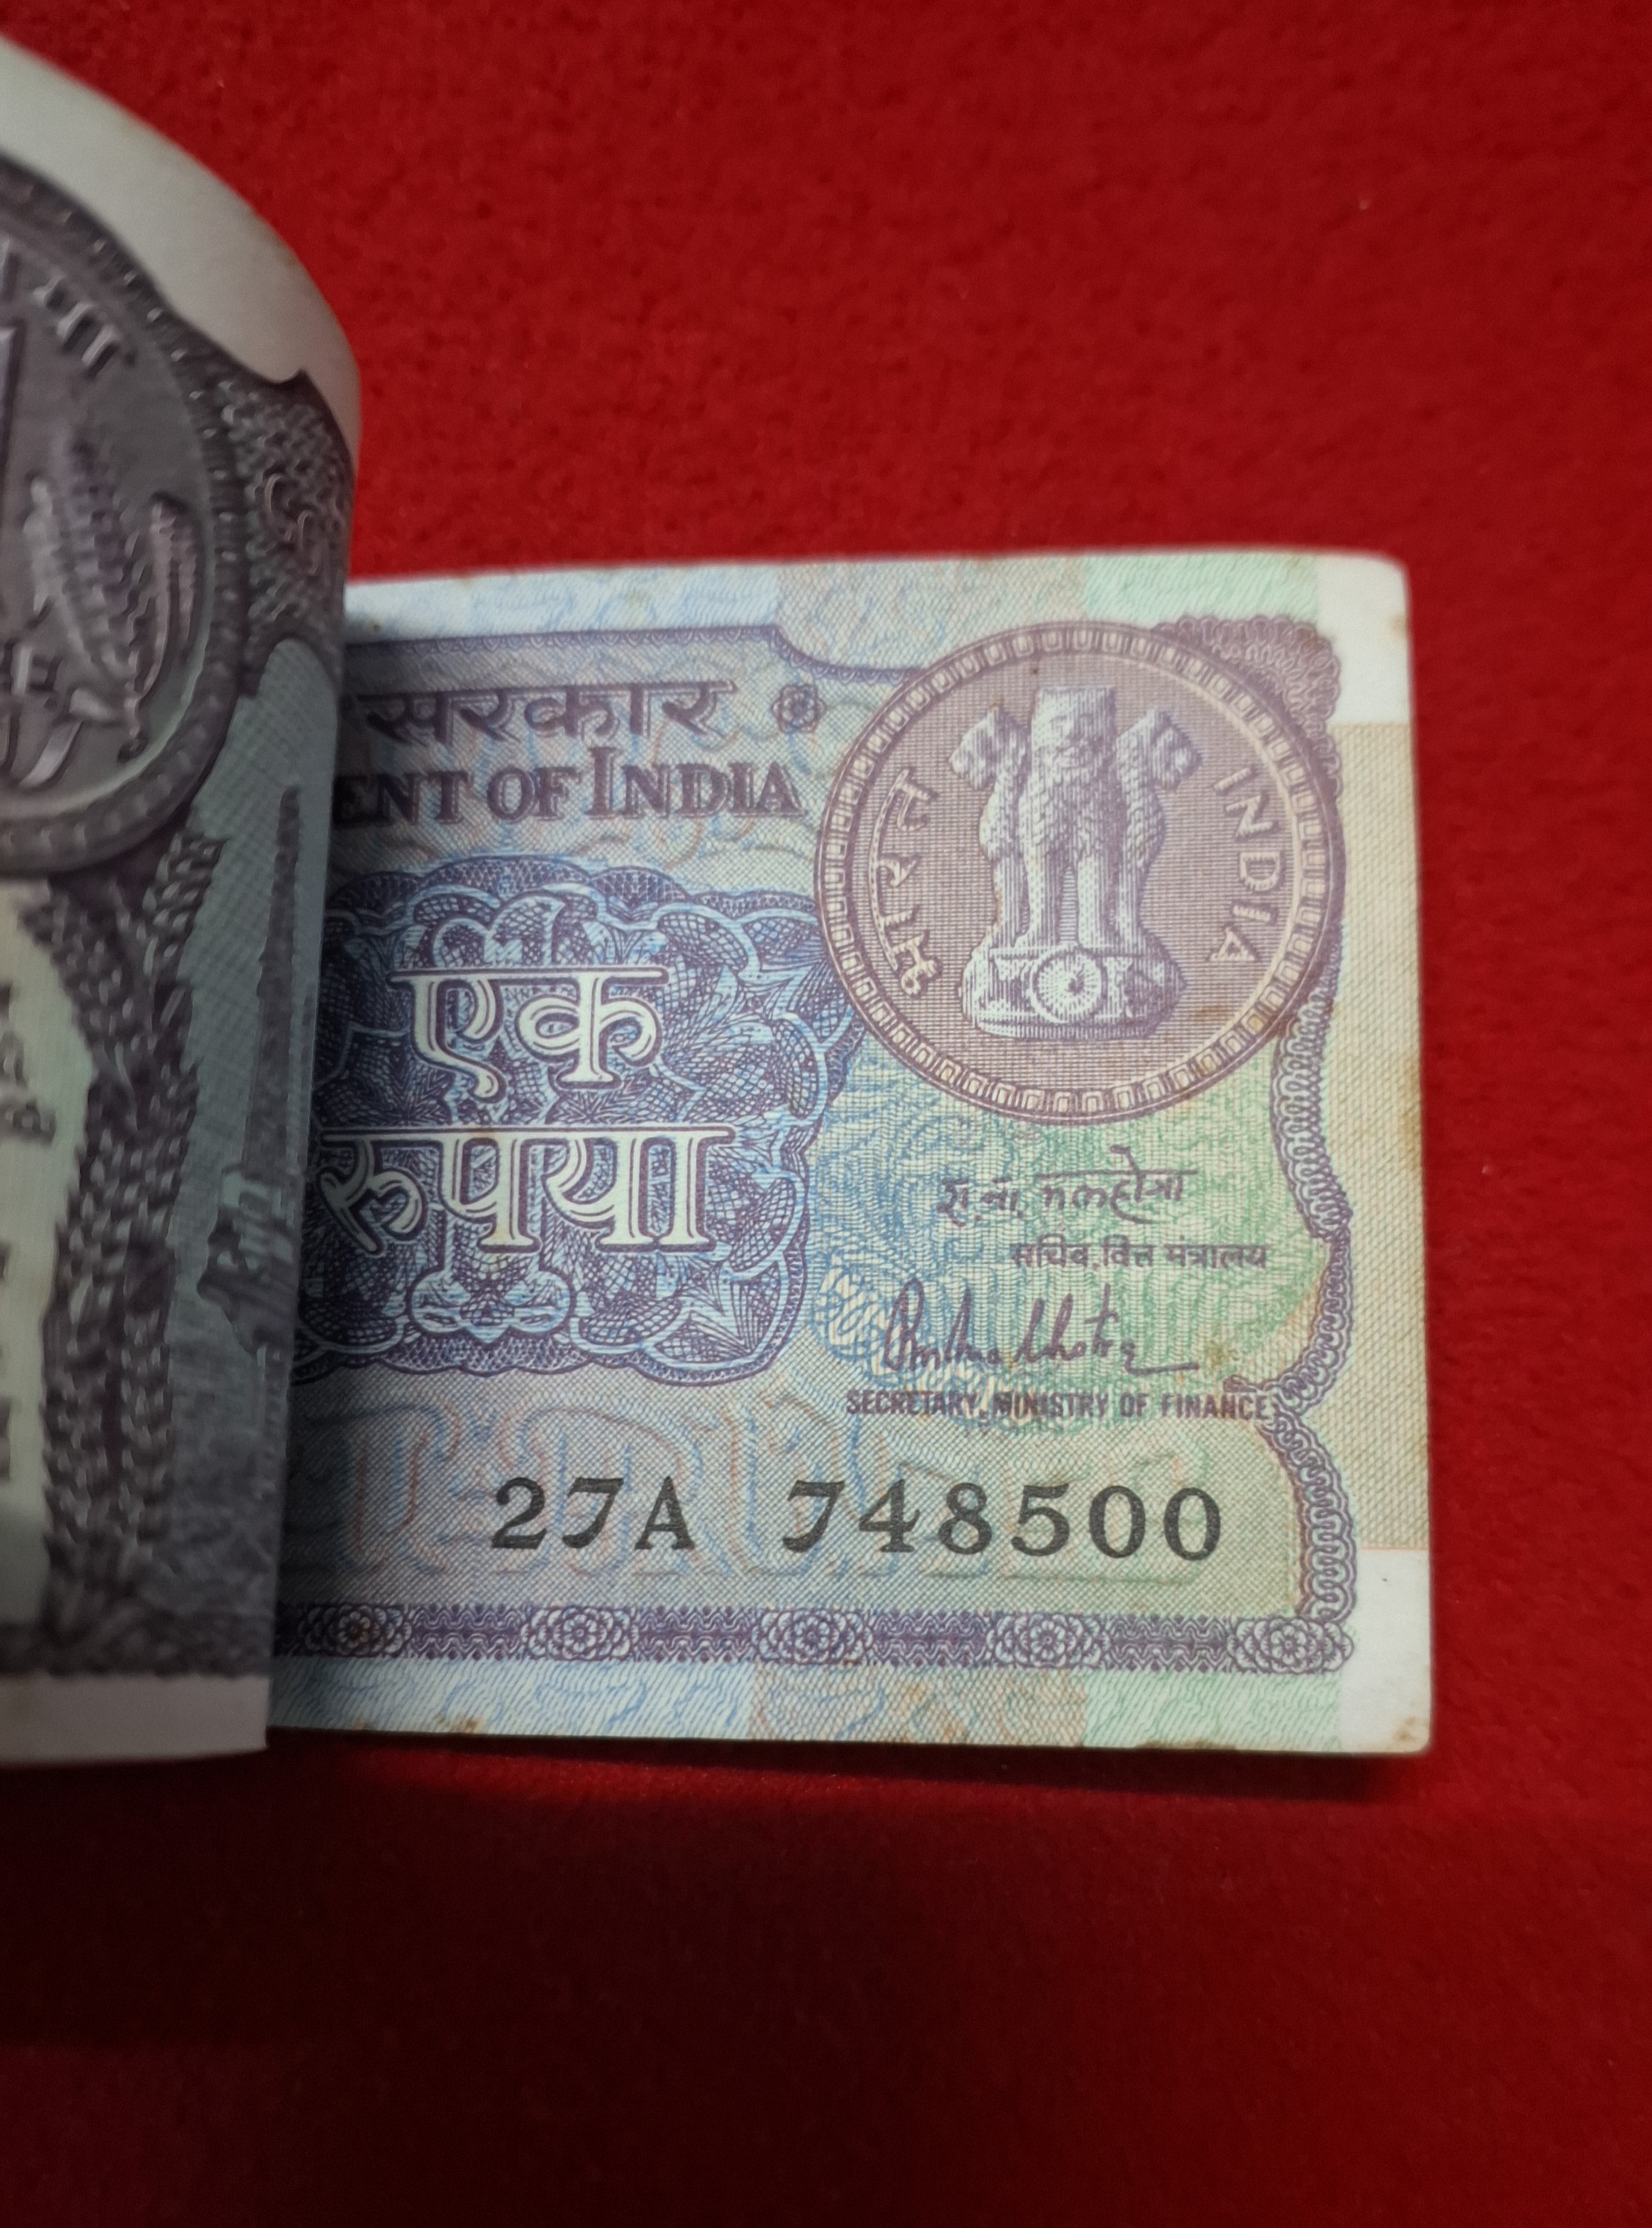 सरकार
ENT OF INDIA
भारत
INDIA
एक
रुपया
सचिव, वित्त मंत्रालय
SECRETARY, MINISTRY OF FINANCE
27A 748500